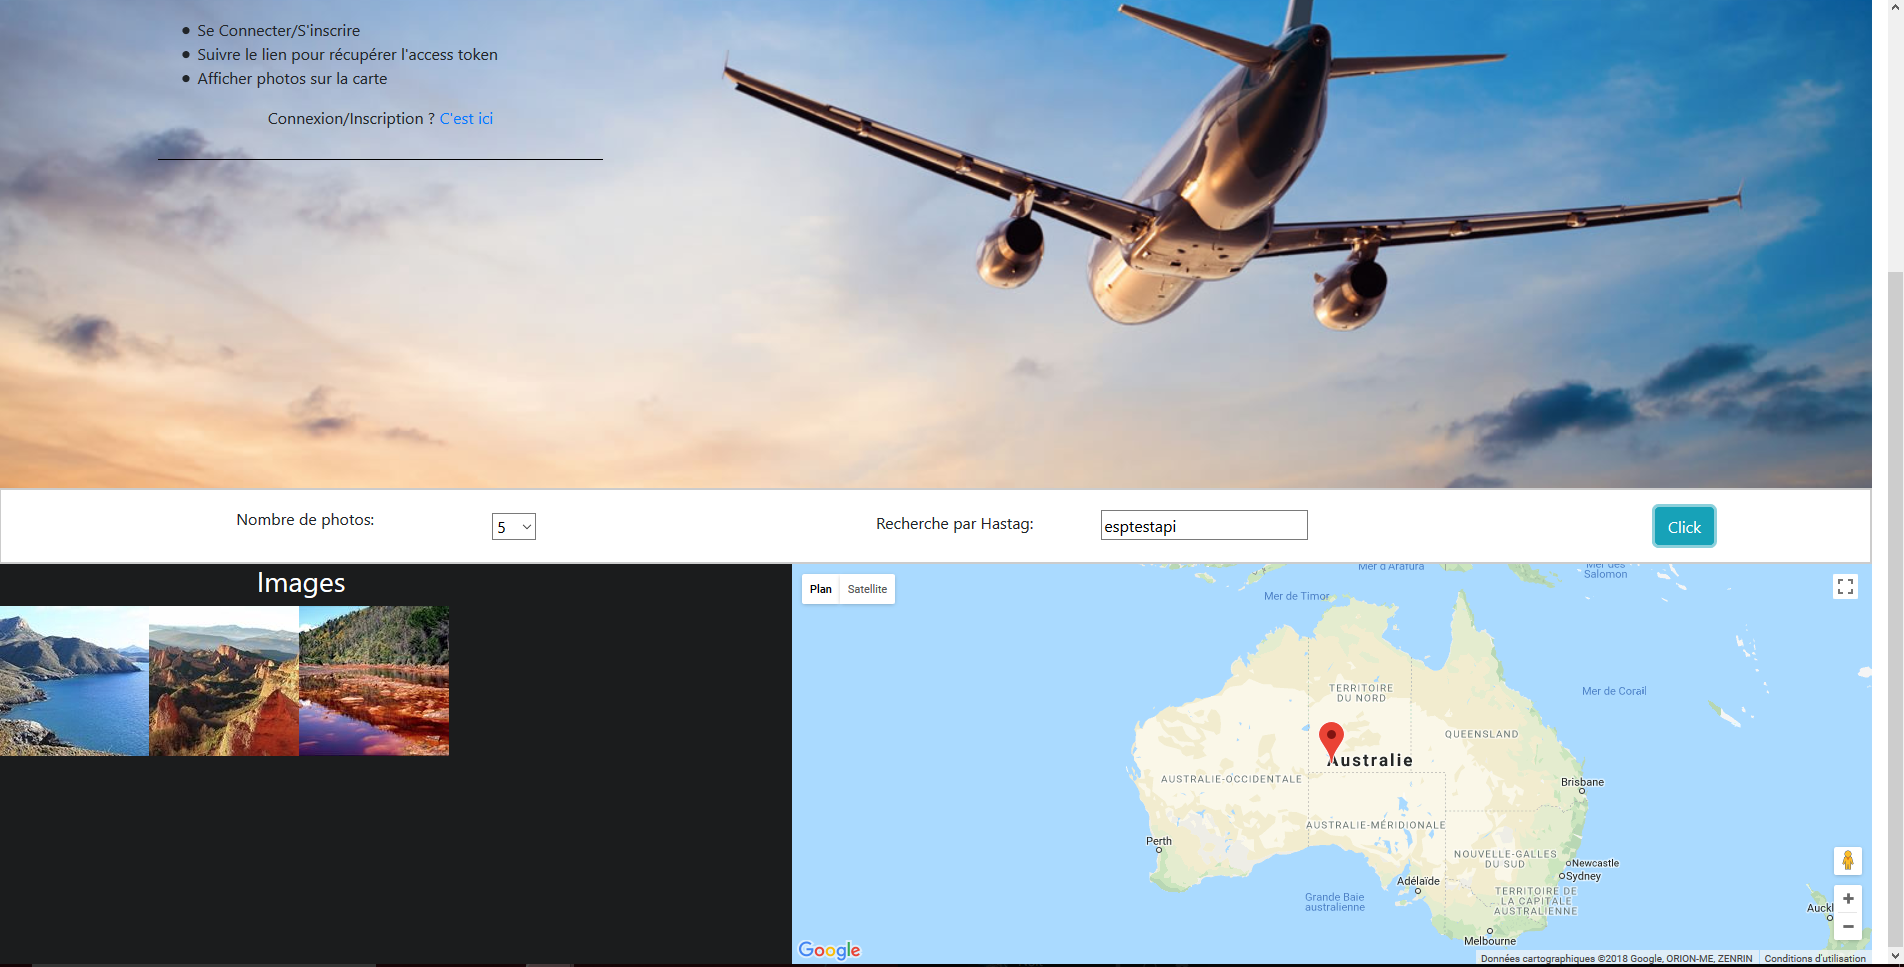 Se Connecter/S'inscrire
Suivre le lien pour récupérer l'access token
Afficher photos sur la carte
Connexion/Inscription ? C'est ici
Nombre de photos:
5
Recherche par Hastag:
esptestapi
Click
Images
Plan
Satellite
Mer d'Arafura
Mer des
Salomon
Mer de Timor
Mer de Corail
TERRITOIRE
DU NORD
QUEENSLAND
Australie
AUSTRALIE-OCCIDENTALE
Brisbane
AUSTRALIE-MÉRIDIONALE
Perth
NOUVELLE-GALLES
DU SUD
Newcastle
Sydney
Adélaïde
TERRITOIRE DE
LA CAPITALE
AUSTRALIENNE
Grande Baie
australienne
Auckl
Melbourne
Google
Données cartographiques ©2018 Google, ORION-ME, ZENRIN
Conditions d'utilisation